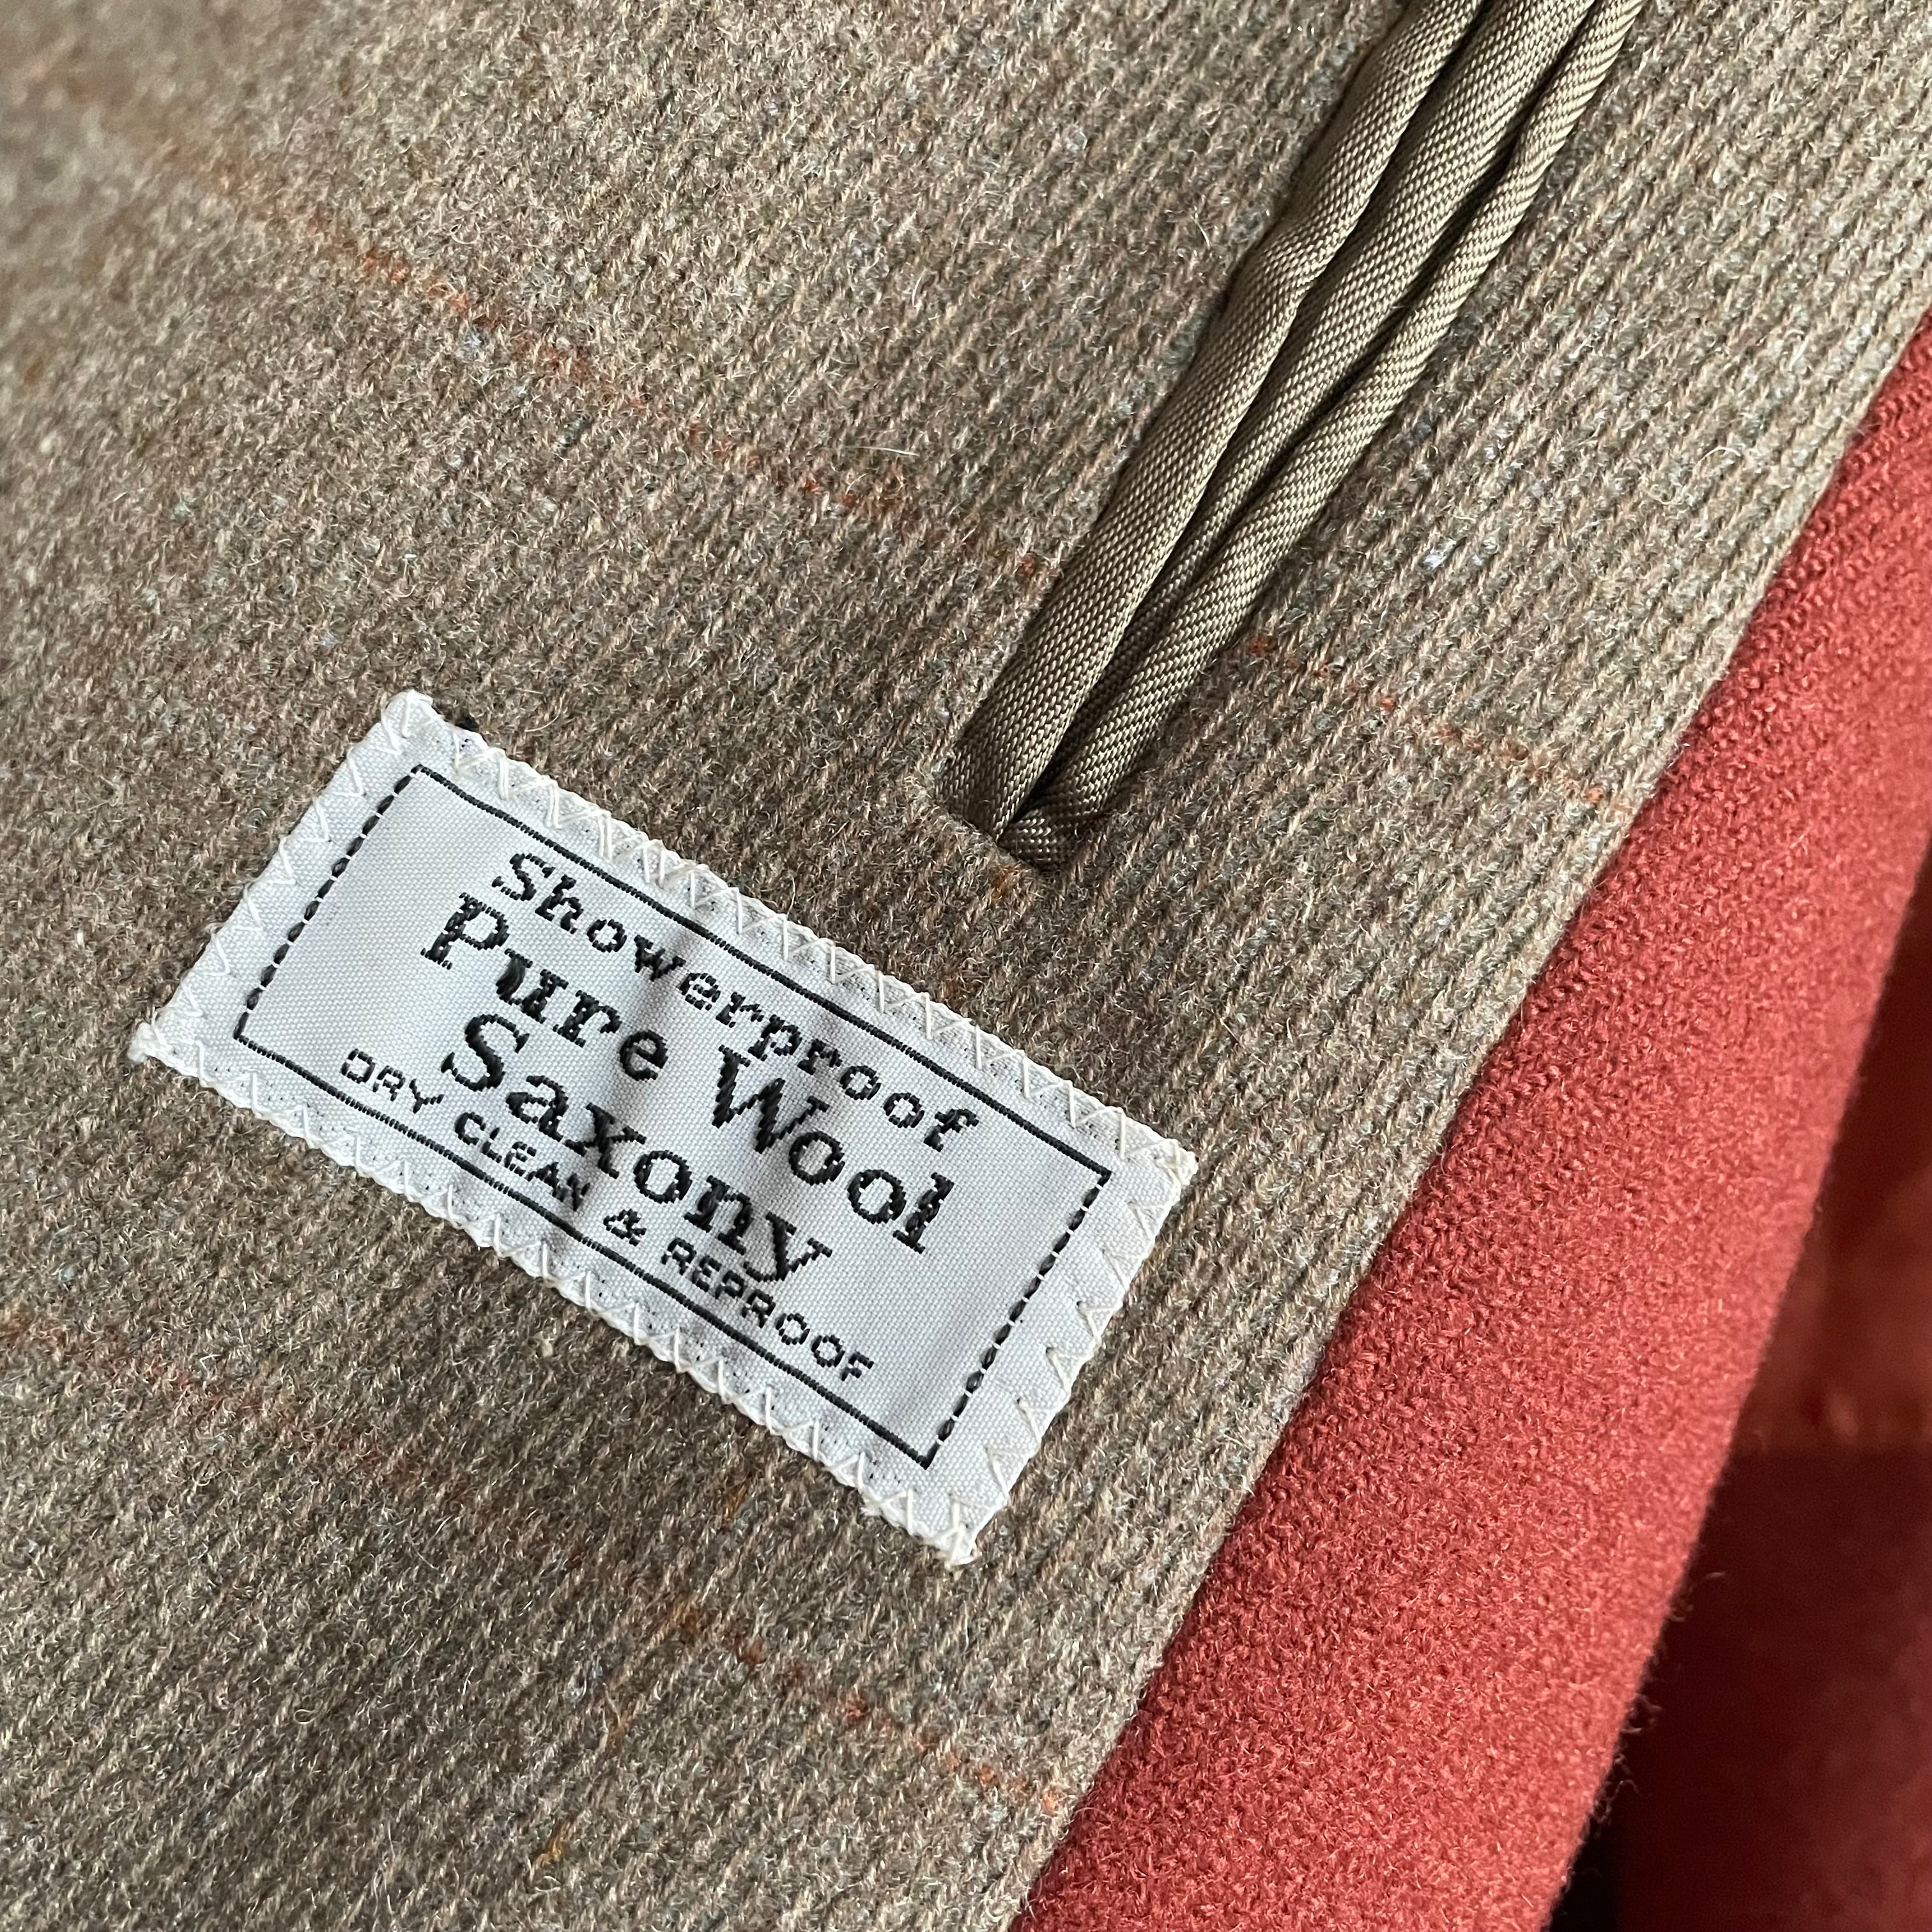 Showerproof
Pure Wool
Saxony
DRY CLEAN & REPROOF